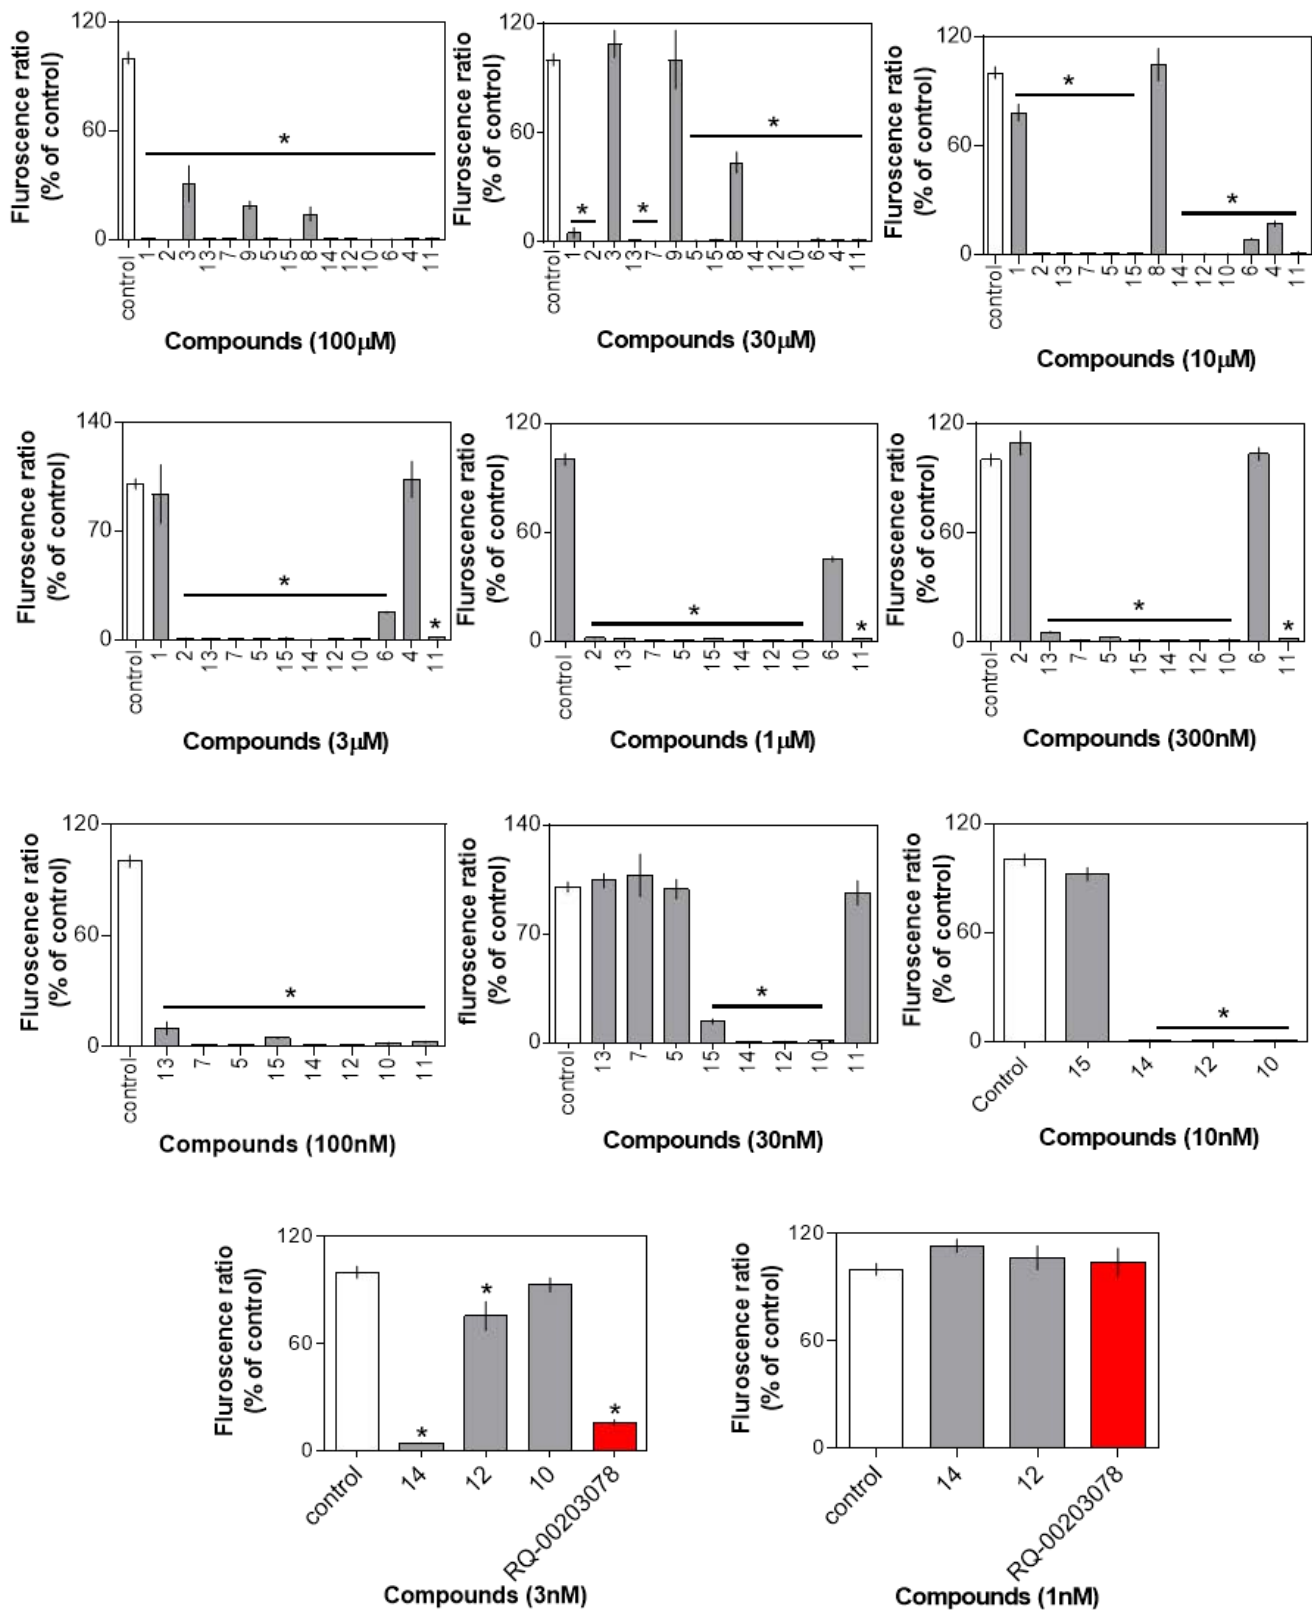 Fluroscence ratio
(% of control)
120
60
0
*
control 1 2 3 13 7 9 5 15 8 14 12 10 6 4 11
Compounds (100μM)
Fluroscence ratio
(% of control)
120
60
0
*
* *
control 1 2 3 13 7 9 5 15 8 14 12 10 6 4 11
Compounds (30μM)
Fluroscence ratio
(% of control)
120
60
0
*
*
control 1 2 13 7 5 15 8 14 12 10 6 4 11
Compounds (10μM)
Fluroscence ratio
(% of control)
140
70
0
*
*
control 1 2 13 7 5 15 14 12 10 6 4 11
Compounds (3μM)
Fluroscence ratio
(% of control)
120
60
0
*
*
control 2 13 7 5 15 14 12 10 6 11
Compounds (1μM)
Fluroscence ratio
(% of control)
120
60
0
*
*
control 2 13 7 5 15 14 12 10 6 11
Compounds (300nM)
Fluroscence ratio
(% of control)
120
60
0
*
control 13 7 5 15 14 12 10 11
Compounds (100nM)
fluroscence ratio
(% of control)
140
70
0
*
control 13 7 5 15 14 12 10 11
Compounds (30nM)
Fluroscence ratio
(% of control)
120
60
0
*
Control 15 14 12 10
Compounds (10nM)
Fluroscence ratio
(% of control)
120
60
0
*
*
*
control 14 12 10 RQ-00203078
Compounds (3nM)
Fluroscence ratio
(% of control)
120
60
0
control 14 12 RQ-00203078
Compounds (1nM)